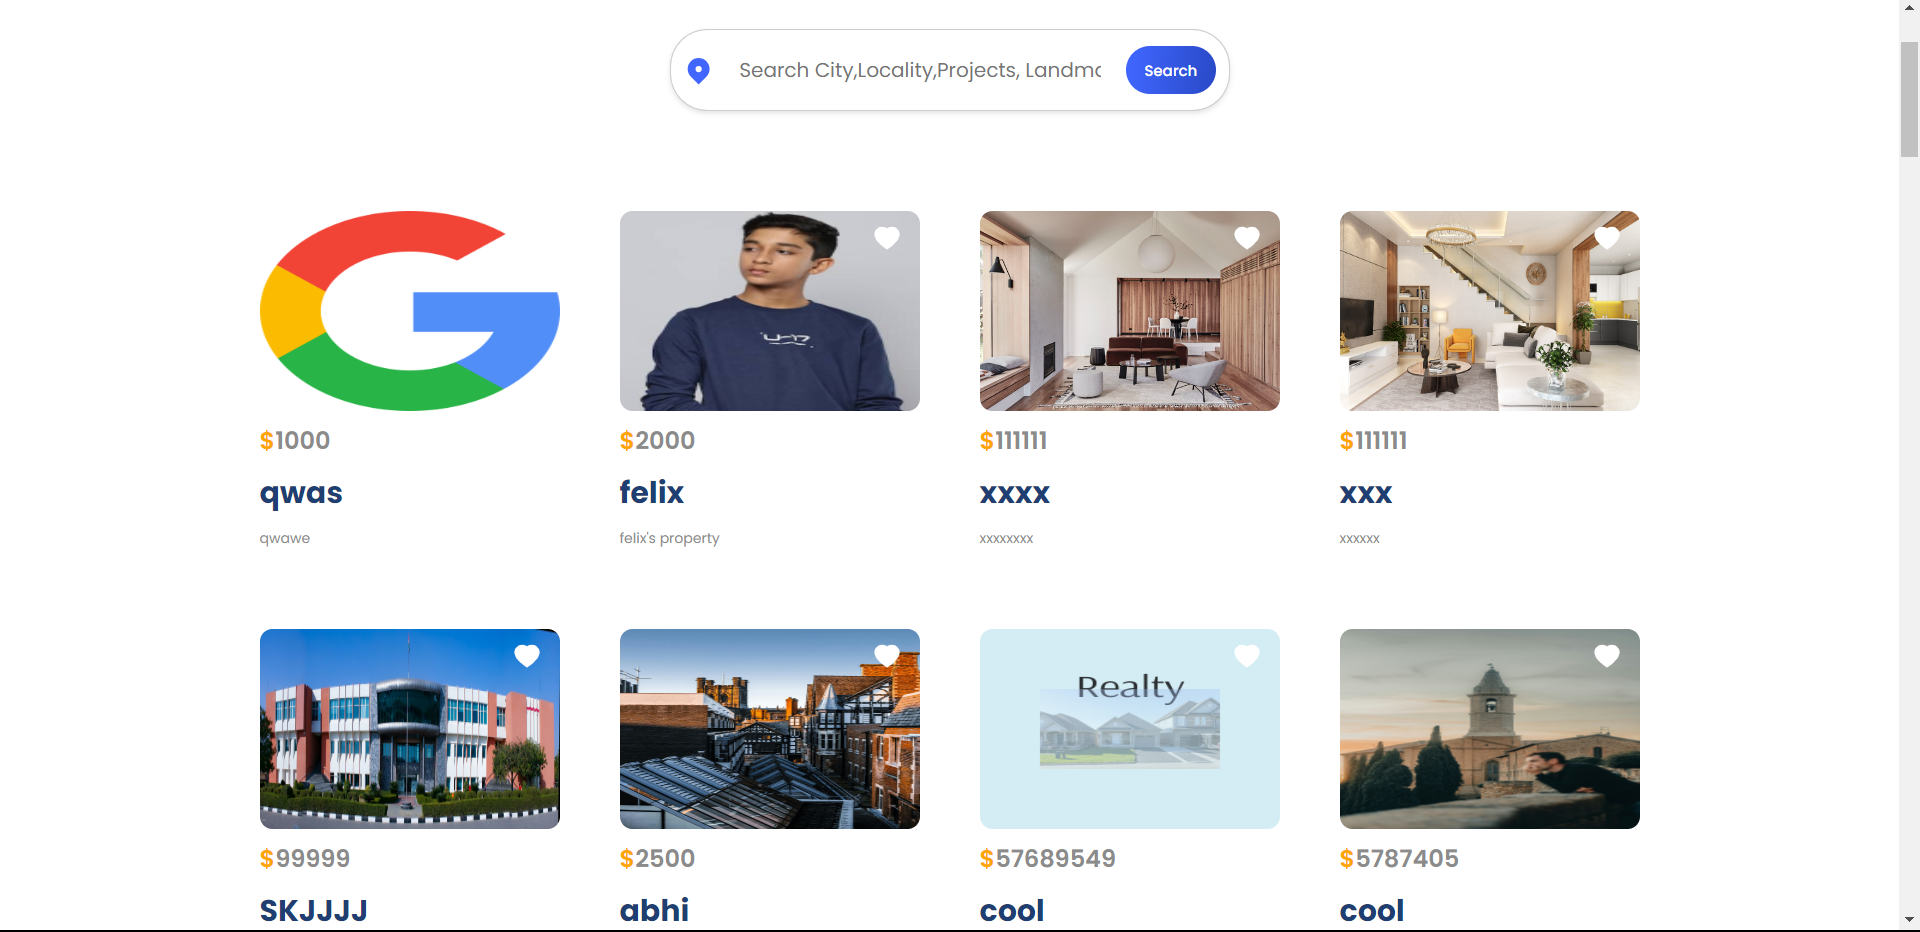 Search City,Locality,Projects, Landma
Search
$1000
$2000
$111111
$111111
qwas
felix
xxxx
xxx
qwawe
felix's property
xxxxxxxx
xxxxxx
Realty
$99999
$2500
$57689549
$5787405
SKJJJJ
abhi
cool
cool